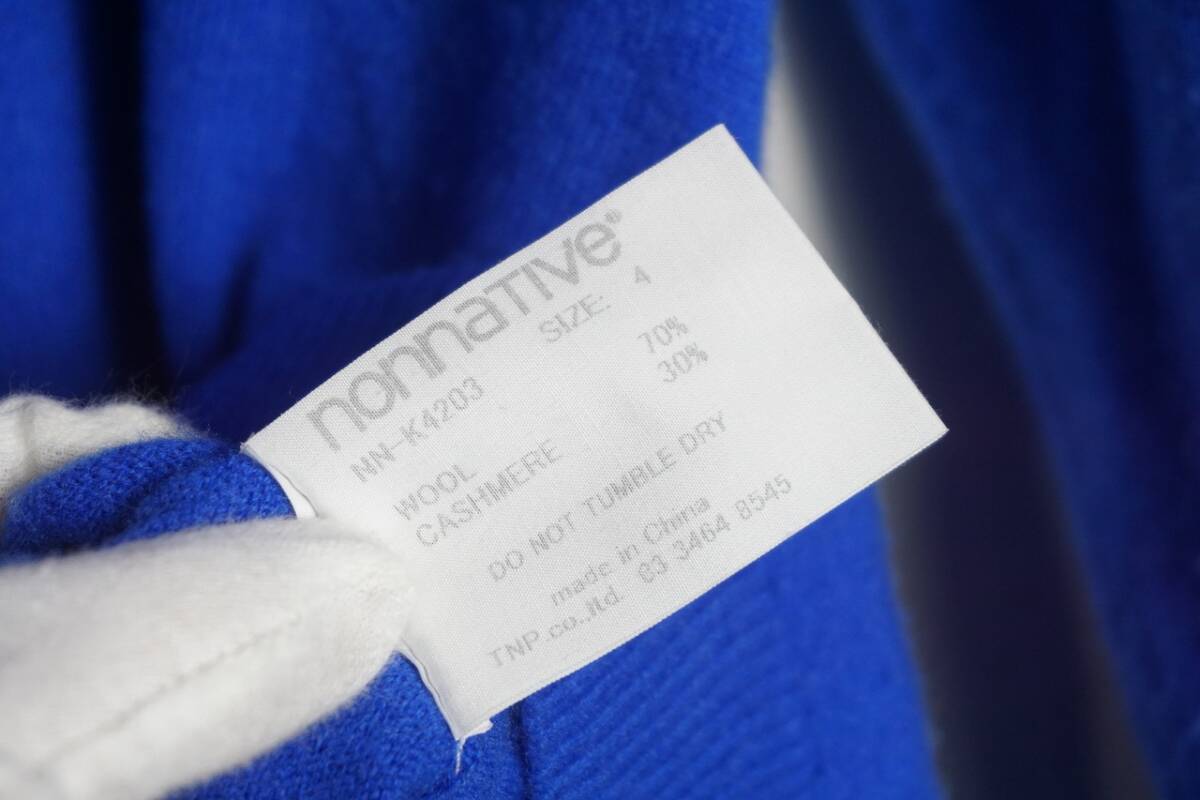 nonnative®
SIZE: 4
NN-K4203
WOOL 70%
CASHMERE 30%
DO NOT TUMBLE DRY
made in China
TNP.co.,ltd. 03 3464 8545